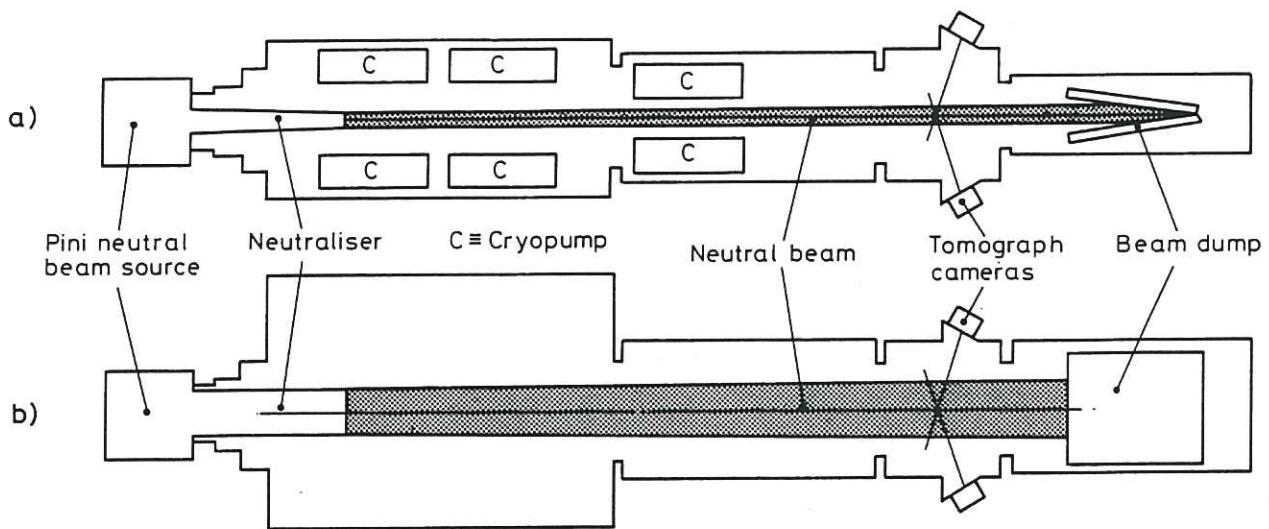 a)
C
C
C
C
C
C
Pini neutral
beam source
Neutraliser
C ≡ Cryopump
Neutral beam
Tomograph
cameras
Beam dump
b)